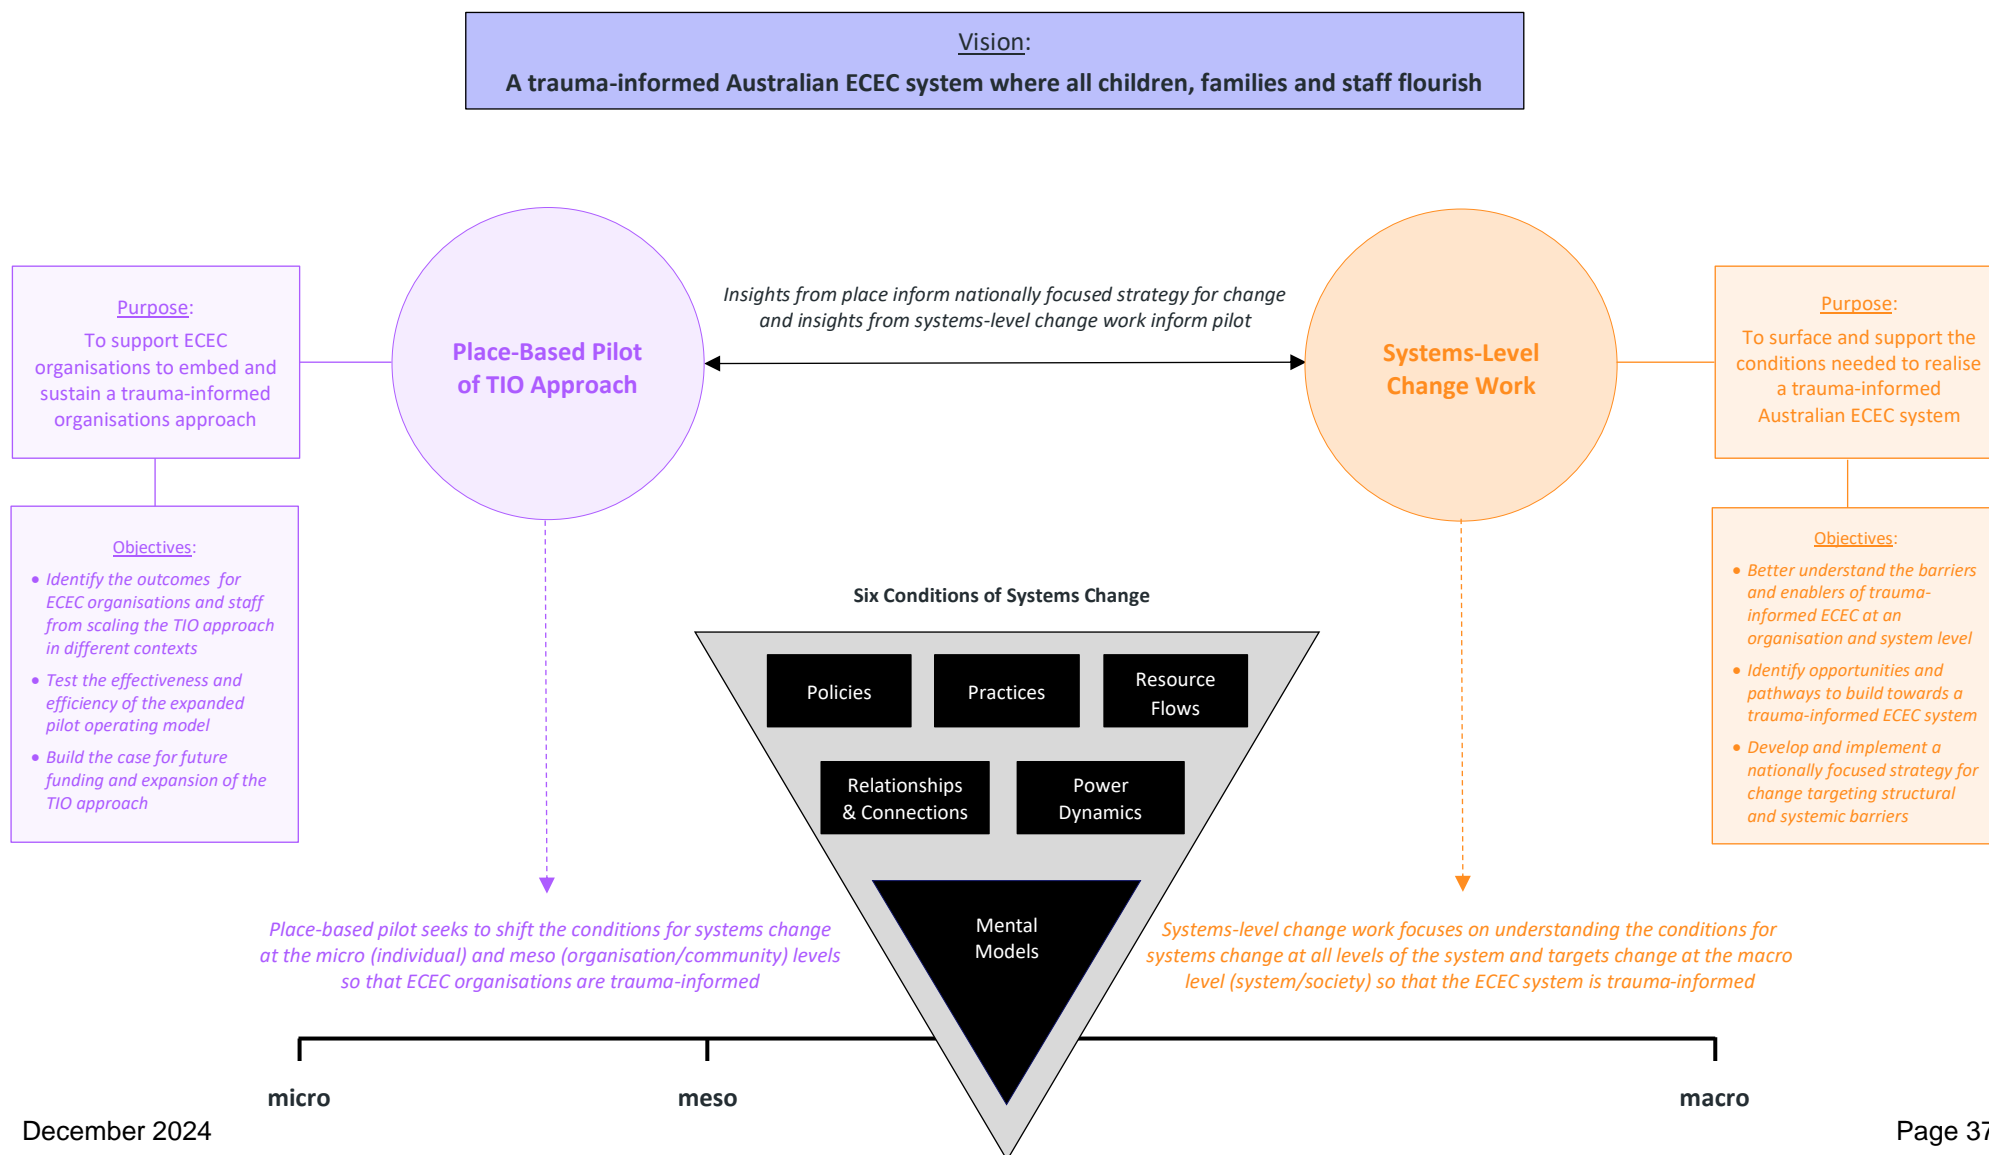 Vision:
A trauma-informed Australian ECEC system where all children, families and staff flourish
Purpose:
To support ECEC
organisations to embed and
sustain a trauma-informed
organisations approach
Objectives:
• Identify the outcomes for
ECEC organisations and staff
from scaling the TIO approach
in different contexts
• Test the effectiveness and
efficiency of the expanded
pilot operating model
• Build the case for future
funding and expansion of the
TIO approach
Place-Based Pilot
of TIO Approach
Insights from place inform nationally focused strategy for change
and insights from systems-level change work inform pilot
Systems-Level
Change Work
Purpose:
To surface and support the
conditions needed to realise
a trauma-informed
Australian ECEC system
Objectives:
• Better understand the barriers
and enablers of trauma-
informed ECEC at an
organisation and system level
• Identify opportunities and
pathways to build towards a
trauma-informed ECEC system
• Develop and implement a
nationally focused strategy for
change targeting structural
and systemic barriers
Six Conditions of Systems Change
Policies
Practices
Resource
Flows
Relationships
& Connections
Power
Dynamics
Mental
Models
Place-based pilot seeks to shift the conditions for systems change
at the micro (individual) and meso (organisation/community) levels
so that ECEC organisations are trauma-informed
Systems-level change work focuses on understanding the conditions for
systems change at all levels of the system and targets change at the macro
level (system/society) so that the ECEC system is trauma-informed
micro
meso
macro
December 2024
Page 37